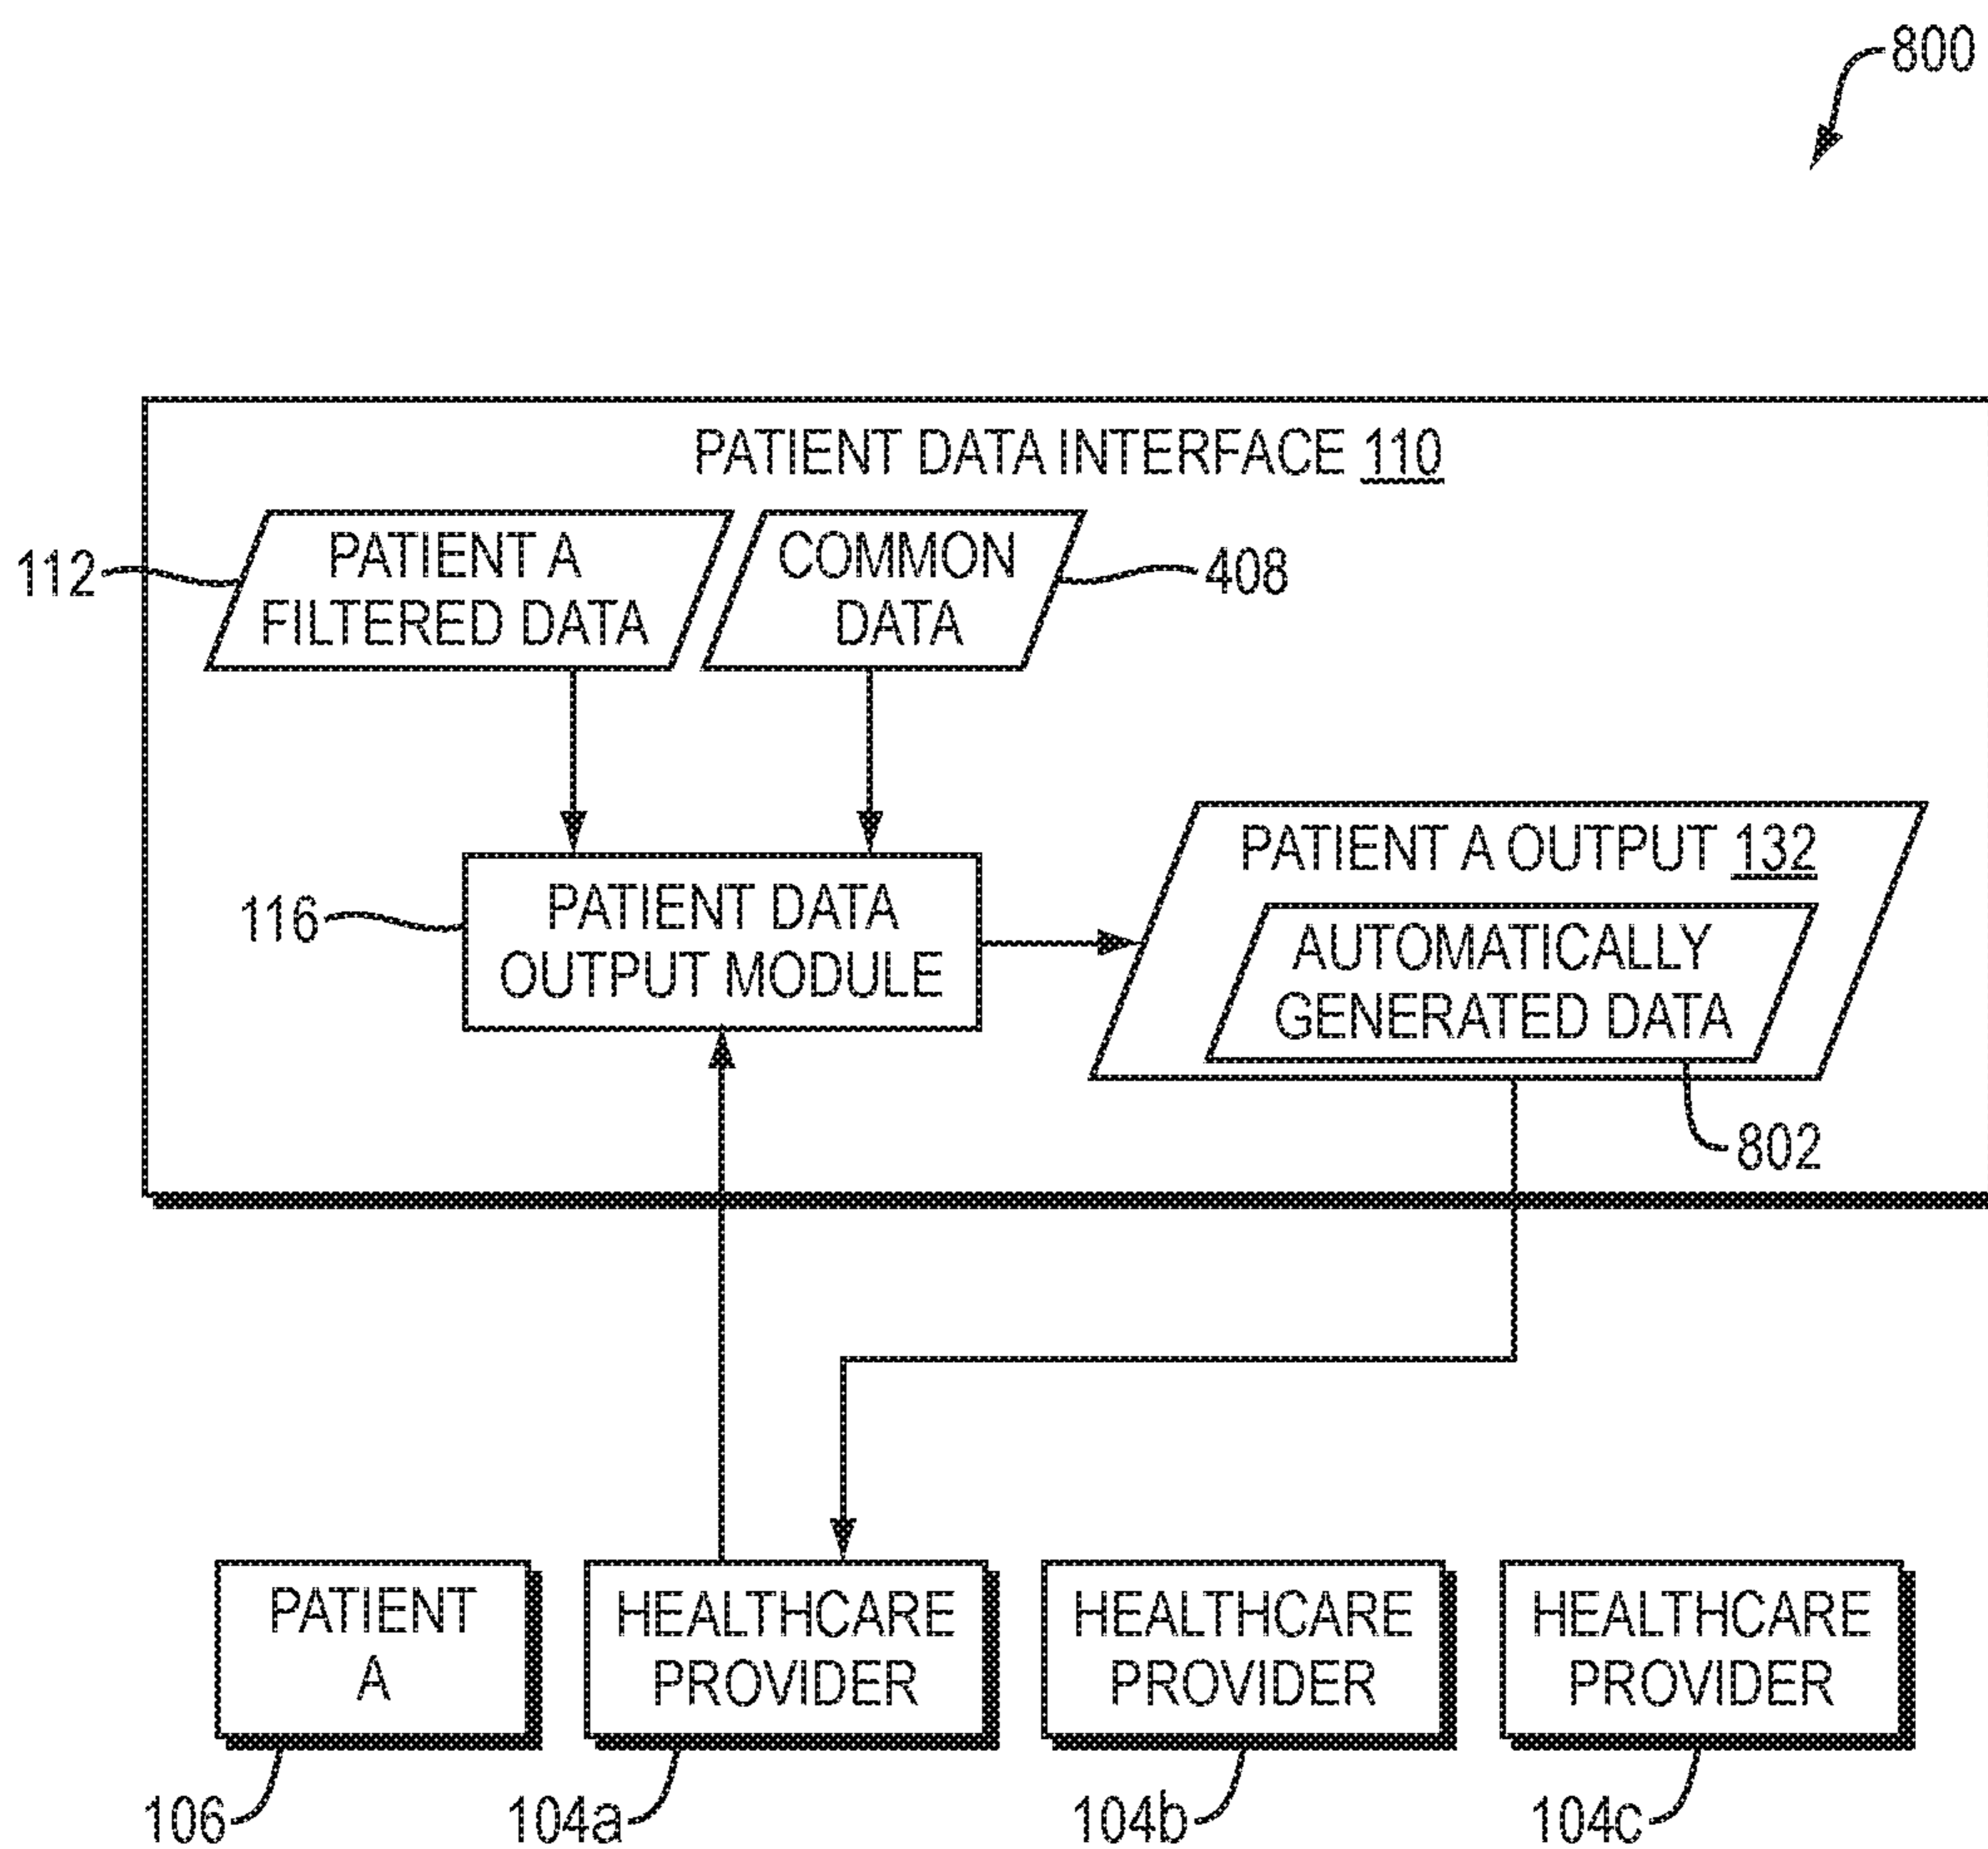 800
PATIENT DATA INTERFACE 110
112
PATIENT A
FILTERED DATA
COMMON
DATA
408
116
PATIENT DATA
OUTPUT MODULE
PATIENT A OUTPUT 132
AUTOMATICALLY
GENERATED DATA
802
PATIENT
A
HEALTHCARE
PROVIDER
HEALTHCARE
PROVIDER
HEALTHCARE
PROVIDER
106
104a
104b
104c